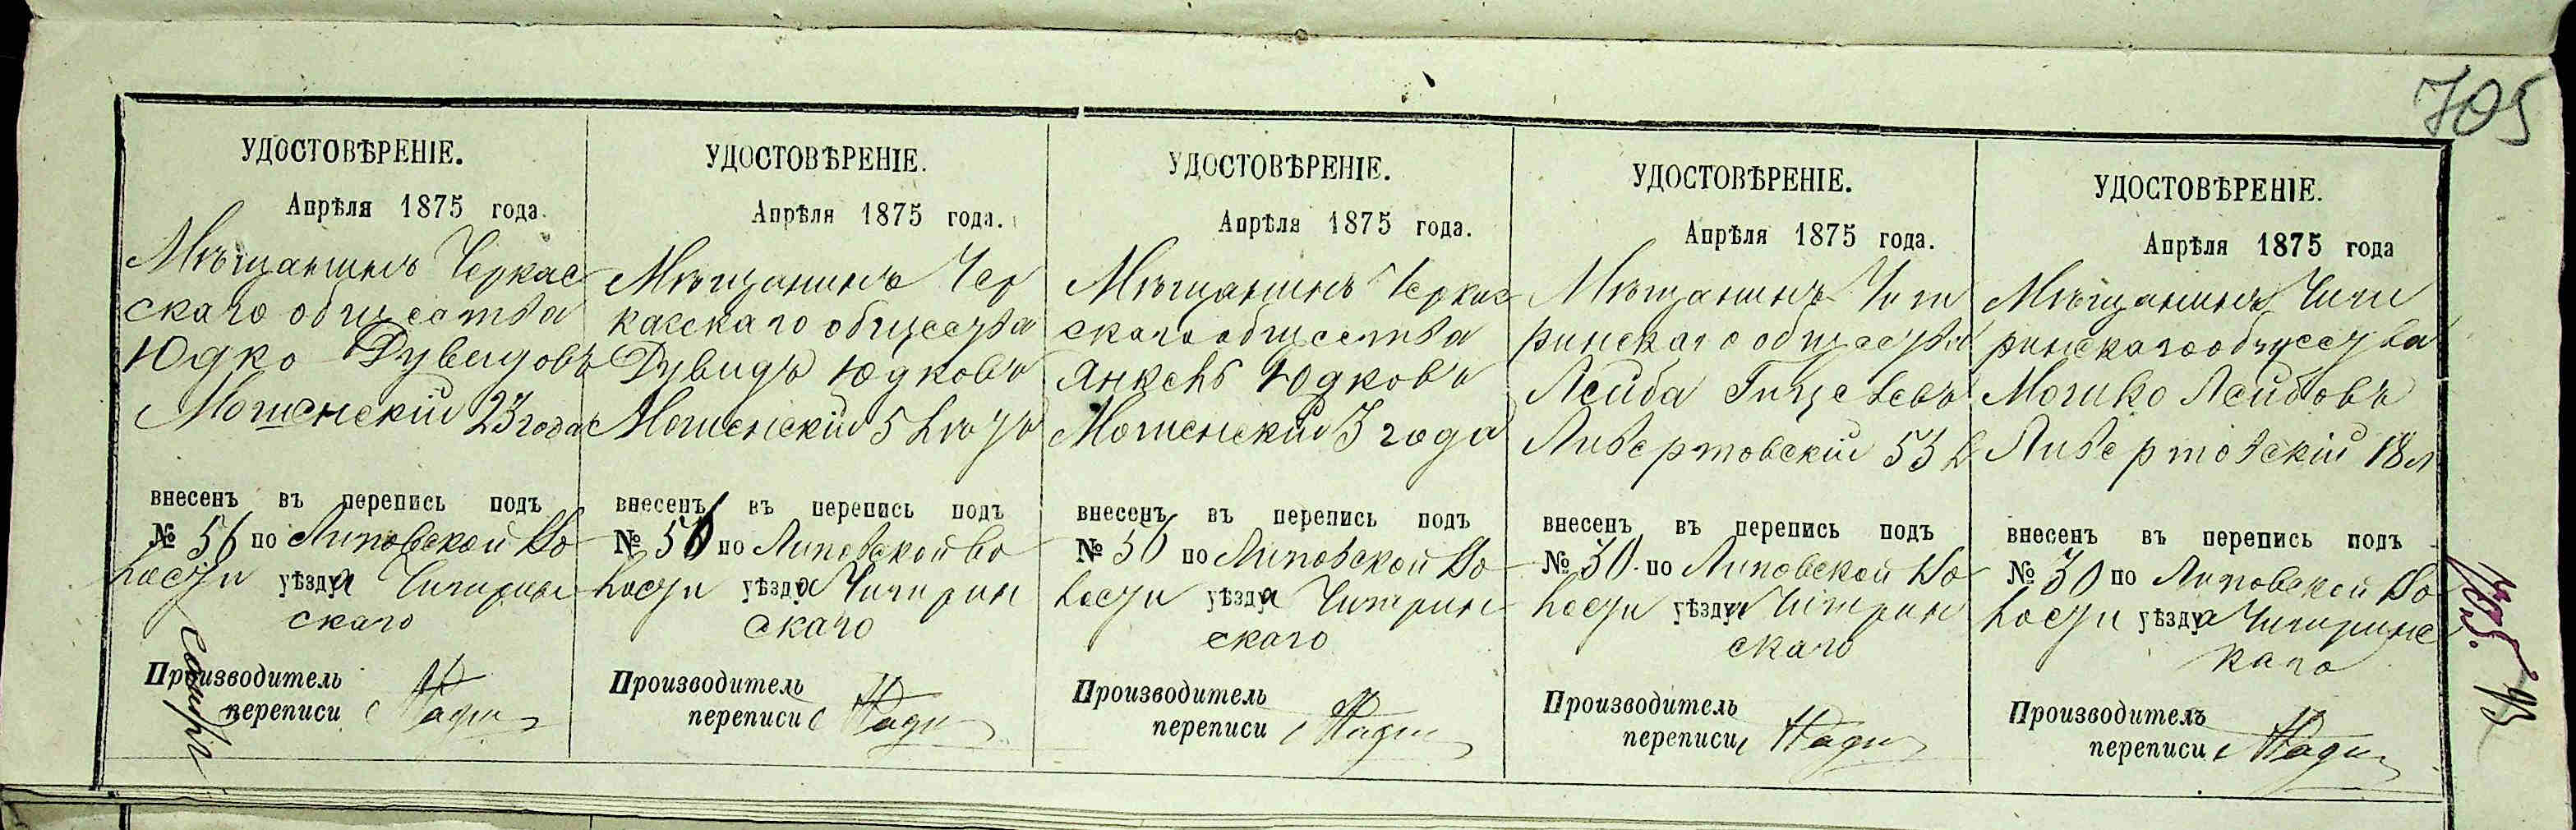 705
УДОСТОВѢРЕНІЕ.
Апрѣля 1875 года.
Мѣщанинъ Черкас
скаго общества
Юдко Дувидовъ
Мошенскій 23 года
внесенъ въ перепись подъ
№ 56 по Липовской во
лости уѣзда Чигирин
скаго
Производитель
переписи
УДОСТОВѢРЕНІЕ.
Апрѣля 1875 года.
Мѣщанинъ Чер
касскаго общества
Дувидъ Юдковъ
Мошенскій 5 лѣтъ
внесенъ въ перепись подъ
№ 56 по Липовской во
лости уѣзда Чигирин
скаго
Производитель
переписи
УДОСТОВѢРЕНІЕ.
Апрѣля 1875 года.
Мѣщанинъ Черкас
скаго общества
Янкель Юдковъ
Мошенскій 3 года
внесенъ въ перепись подъ
№ 56 по Липовской во
лости уѣзда Чигирин
скаго
Производитель
переписи
УДОСТОВѢРЕНІЕ.
Апрѣля 1875 года.
Мѣщанинъ Чиги
ринскаго общества
Лейба
Либертовскій 53 л
внесенъ въ перепись подъ
№ 30 по Липовской во
лости уѣзда Чигирин
скаго
Производитель
переписи
УДОСТОВѢРЕНІЕ.
Апрѣля 1875 года
Мѣщанинъ Чиги
ринскаго общества
Мошко Лейбовъ
Либертовскій 18 л
внесенъ въ перепись подъ
№ 30 по Липовской во
лости уѣзда Чигиринс
каго
Производитель
переписи